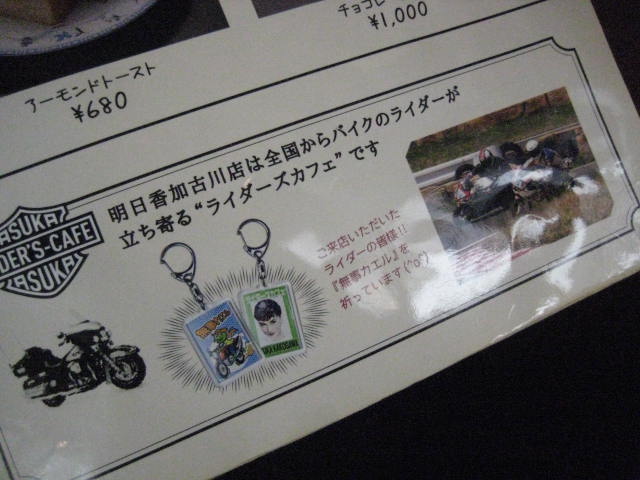 アーモンドトースト
¥680
チョコレ
¥1,000
明日香加古川店は全国からバイクのライダーが
立ち寄る“ライダーズカフェ”です
ASUKA
DER'S-CAFE
ASUKA
ご来店いただいた
ライダーの皆様!!
『無事カエル』を
祈っています(^o^)